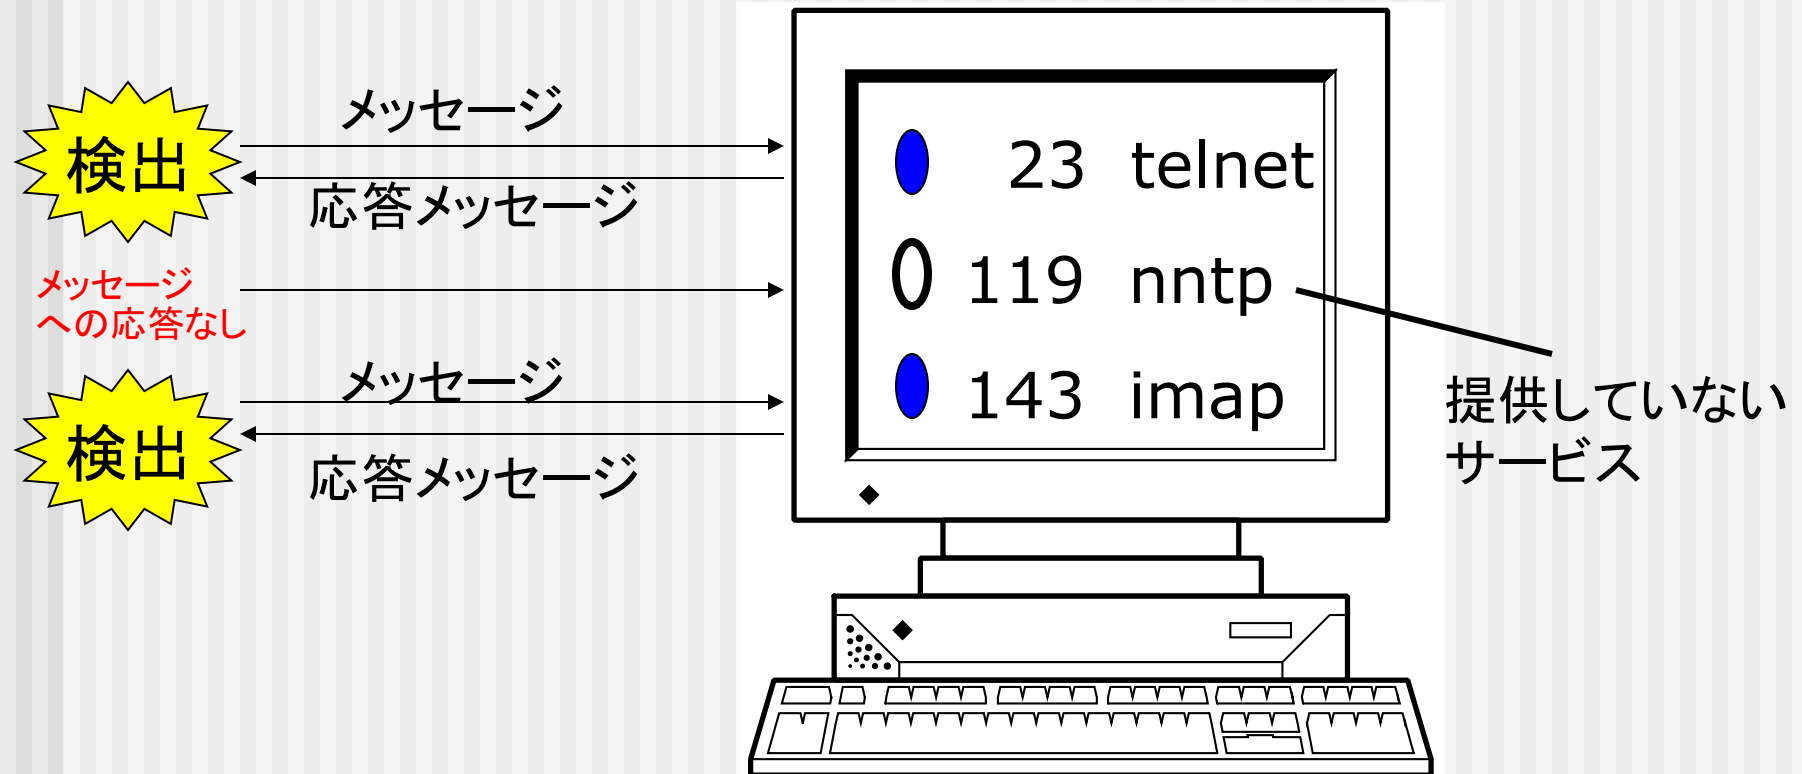 メッセージ
検出
応答メッセージ
23 telnet
メッセージ
への応答なし
119 nntp
メッセージ
検出
応答メッセージ
143 imap
提供していない
サービス